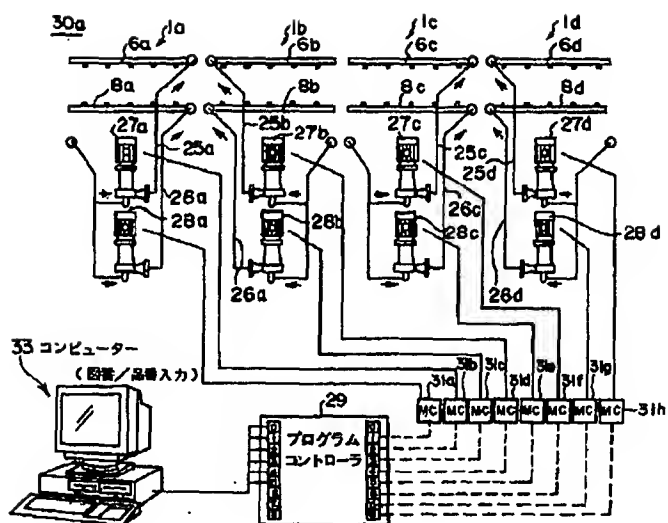 30a
1a 1b 1c 1d
6a 6b 6c 6d
8a 8b 8c 8d
27a 25a 25b 27b 27c 25c 25d 27d
26a 26c
28a 28b 28c 28d
26a 26d
33 コンピューター
(図番/品番入力)
29
プログラム
コントローラ
31a 31b 31c 31d 31e 31f 31g
MC MC MC MC MC MC MC MC 31h